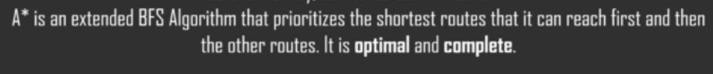 A* is an extended BFS Algorithm that prioritizes the shortest routes that it can reach first and then
the other routes. It is optimal and complete.